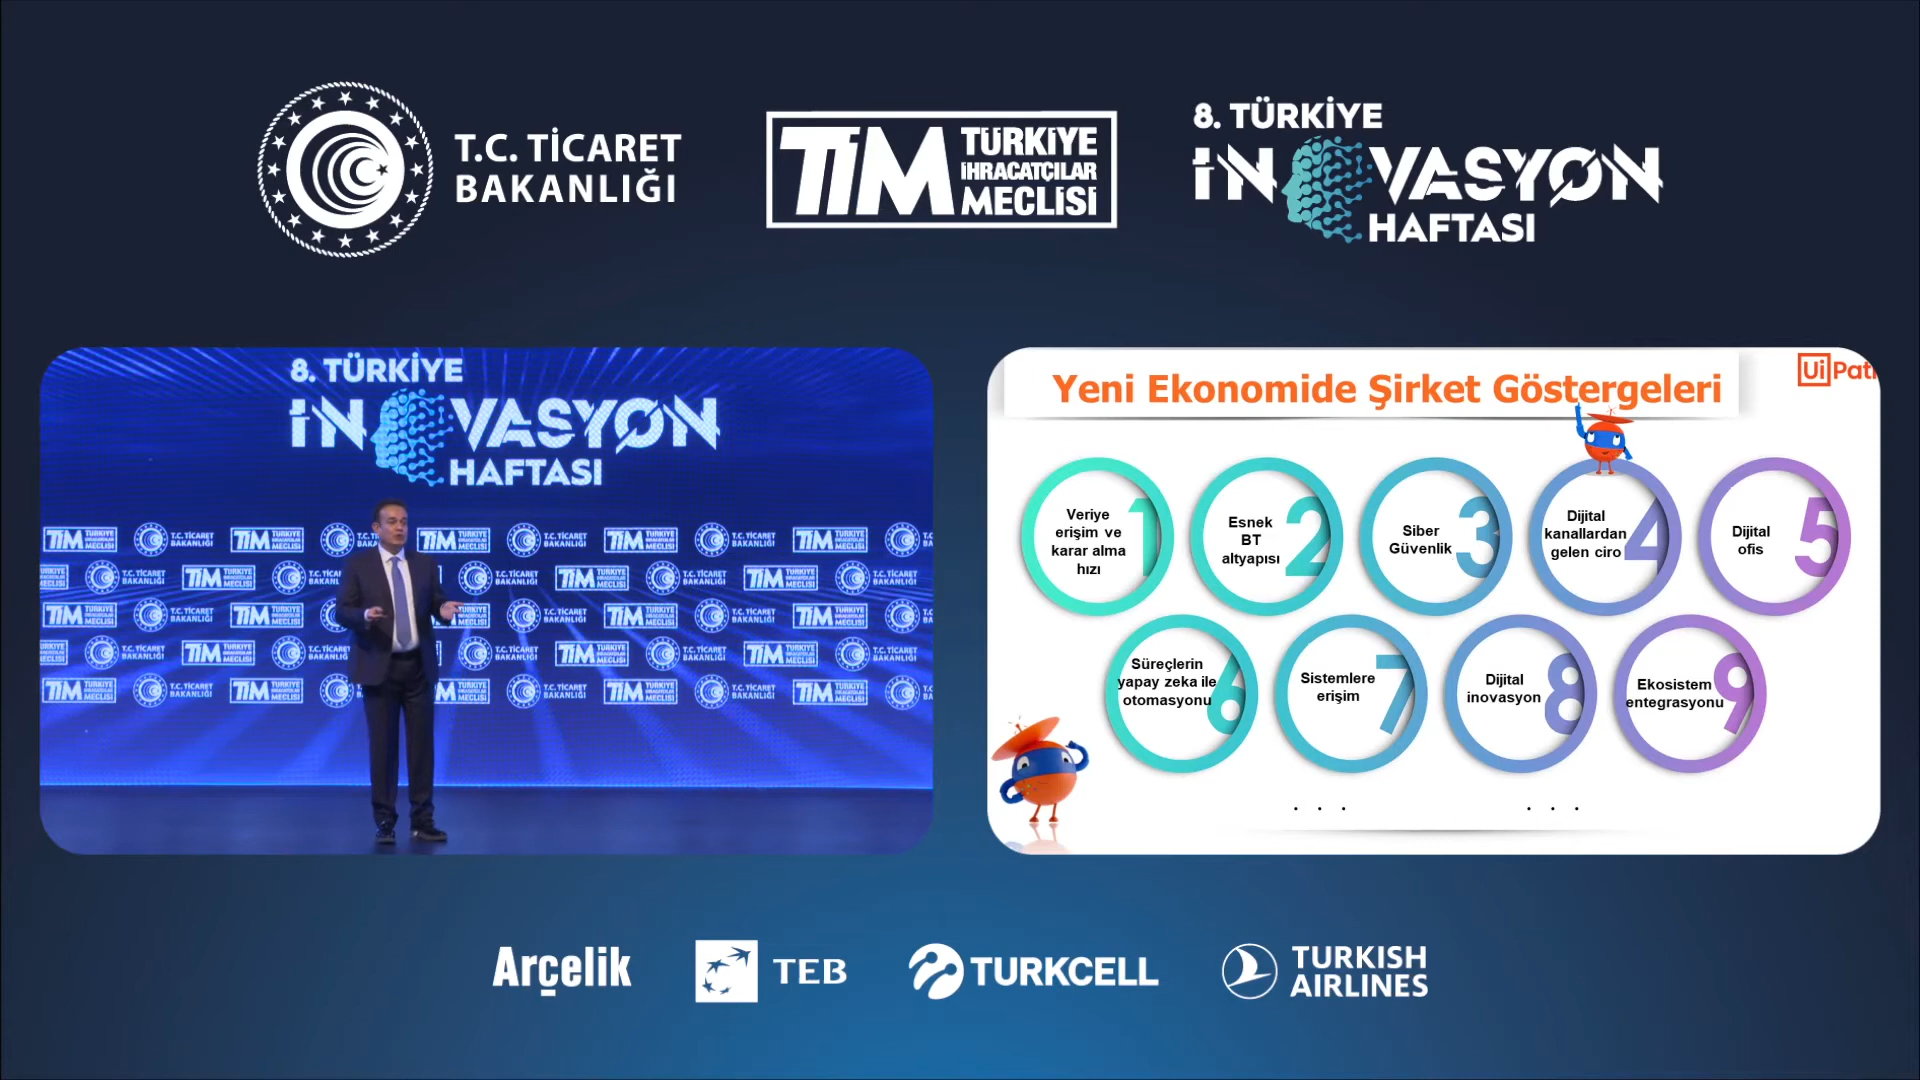 T.C. TİCARET
BAKANLIĞI
TİM TÜRKİYE
İHRACATÇILAR
MECLİSİ
8. TÜRKİYE
İNOVASYON
HAFTASI
8. TÜRKİYE
İNOVASYON
HAFTASI
Yeni Ekonomide Şirket Göstergeleri
UiPat
1
Veriye
erişim ve
karar alma
hızı
2
Esnek
BT
altyapısı
3
Siber
Güvenlik
4
Dijital
kanallardan
gelen ciro
5
Dijital
ofis
6
Süreçlerin
yapay zeka ile
otomasyonu
7
Sistemlere
erişim
8
Dijital
inovasyon
9
Ekosistem
entegrasyonu
. . .
. . .
Arçelik
TEB
TURKCELL
TURKISH
AIRLINES